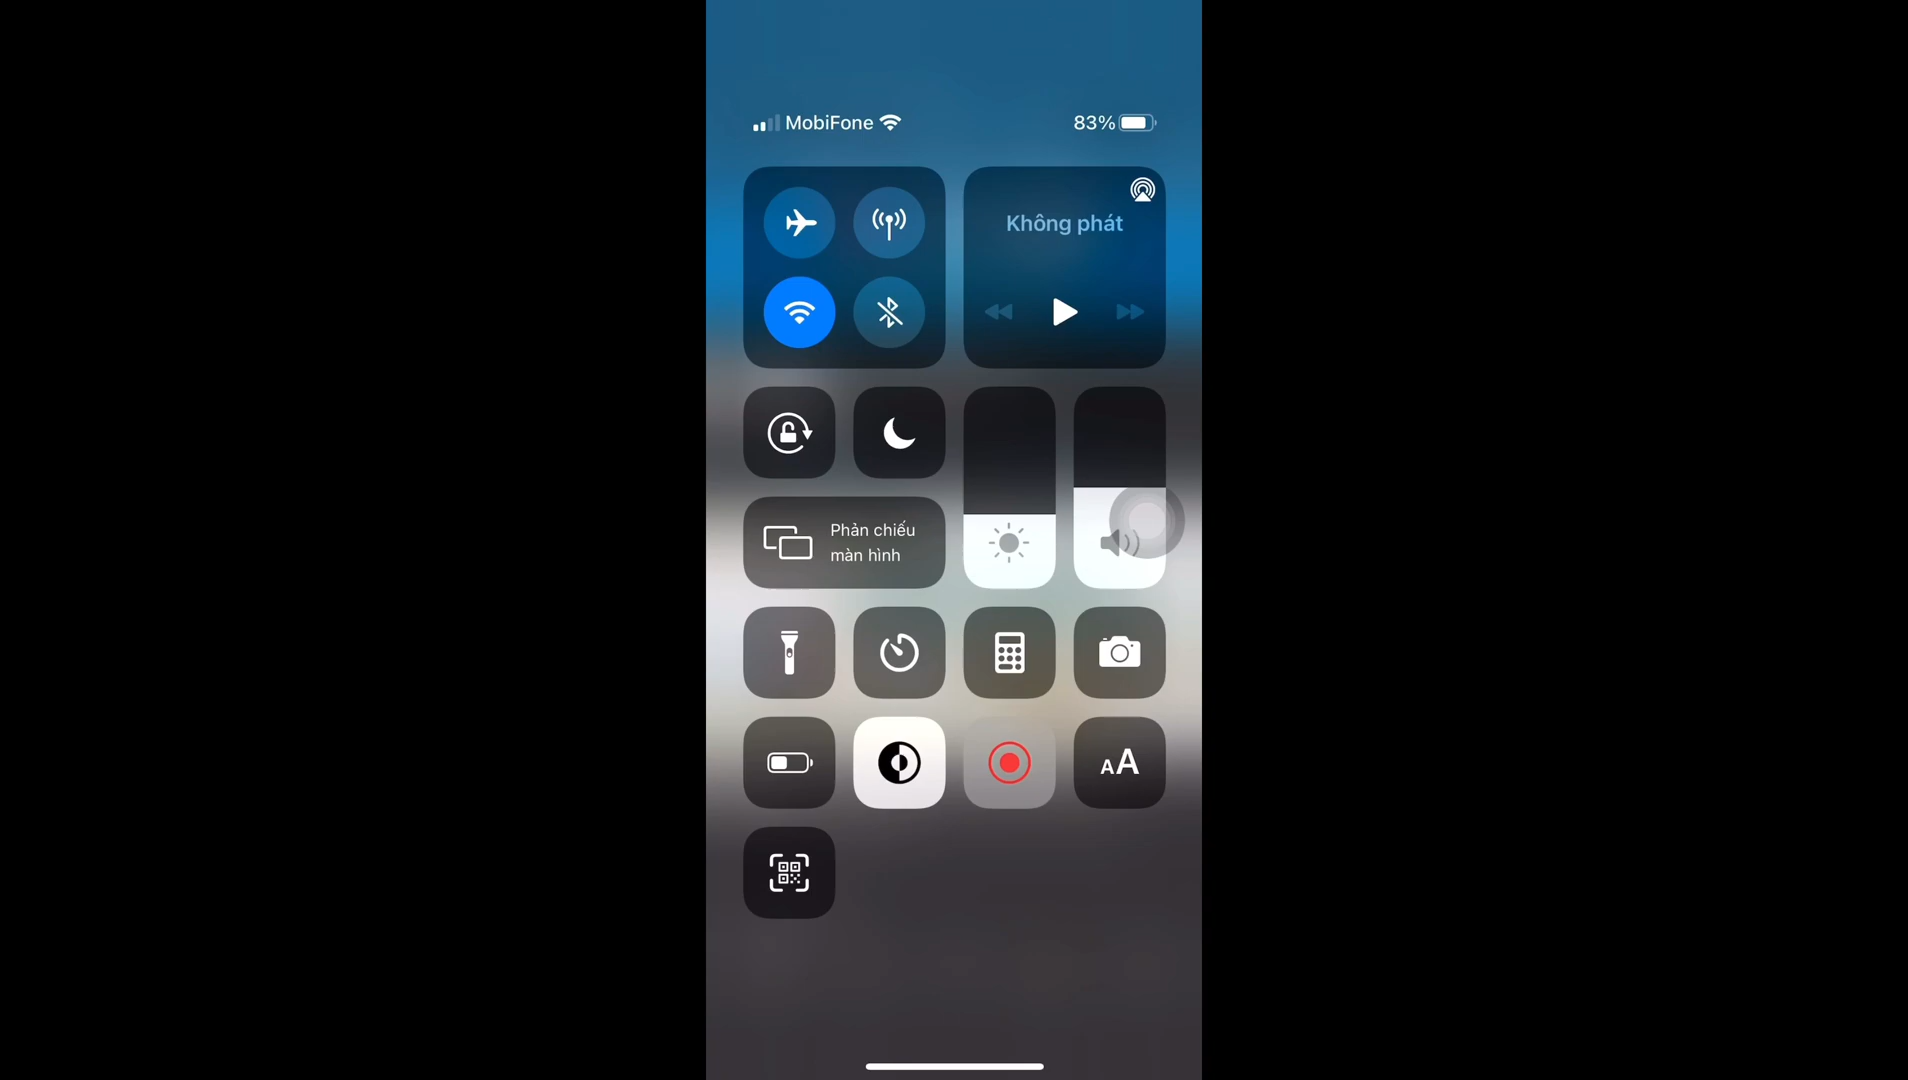 MobiFone
83%
Không phát
Phản chiếu
màn hình
AA